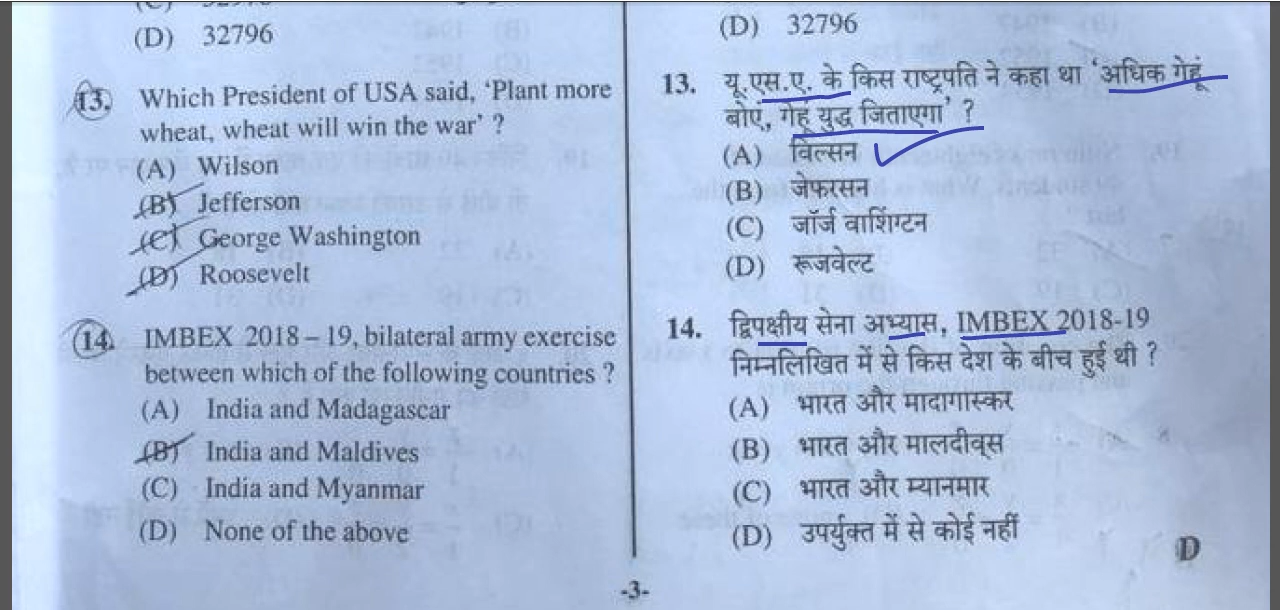 (D) 32796
13. Which President of USA said, ‘Plant more
wheat, wheat will win the war’ ?
(A) Wilson
(B) Jefferson
(C) George Washington
(D) Roosevelt
14. IMBEX 2018 – 19, bilateral army exercise
between which of the following countries ?
(A) India and Madagascar
(B) India and Maldives
(C) India and Myanmar
(D) None of the above
(D) 32796
13. यू.एस.ए. के किस राष्ट्रपति ने कहा था ‘अधिक गेहूं
बोएं, गेहूं युद्ध जिताएगा’ ?
(A) विल्सन
(B) जेफरसन
(C) जॉर्ज वाशिंग्टन
(D) रूजवेल्ट
14. द्विपक्षीय सेना अभ्यास, IMBEX 2018-19
निम्नलिखित में से किस देश के बीच हुई थी ?
(A) भारत और मादागास्कर
(B) भारत और मालदीव्स
(C) भारत और म्यानमार
(D) उपर्युक्त में से कोई नहीं
-3-
D